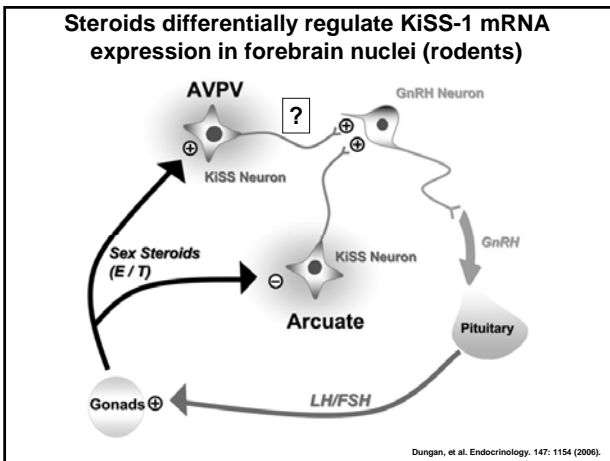 Steroids differentially regulate KiSS-1 mRNA
expression in forebrain nuclei (rodents)
AVPV
?
GnRH Neuron
+
+
+
KiSS Neuron
Sex Steroids
(E / T)
KiSS Neuron
GnRH
−
Arcuate
Pituitary
Gonads +
LH/FSH
Dungan, et al. Endocrinology. 147: 1154 (2006).